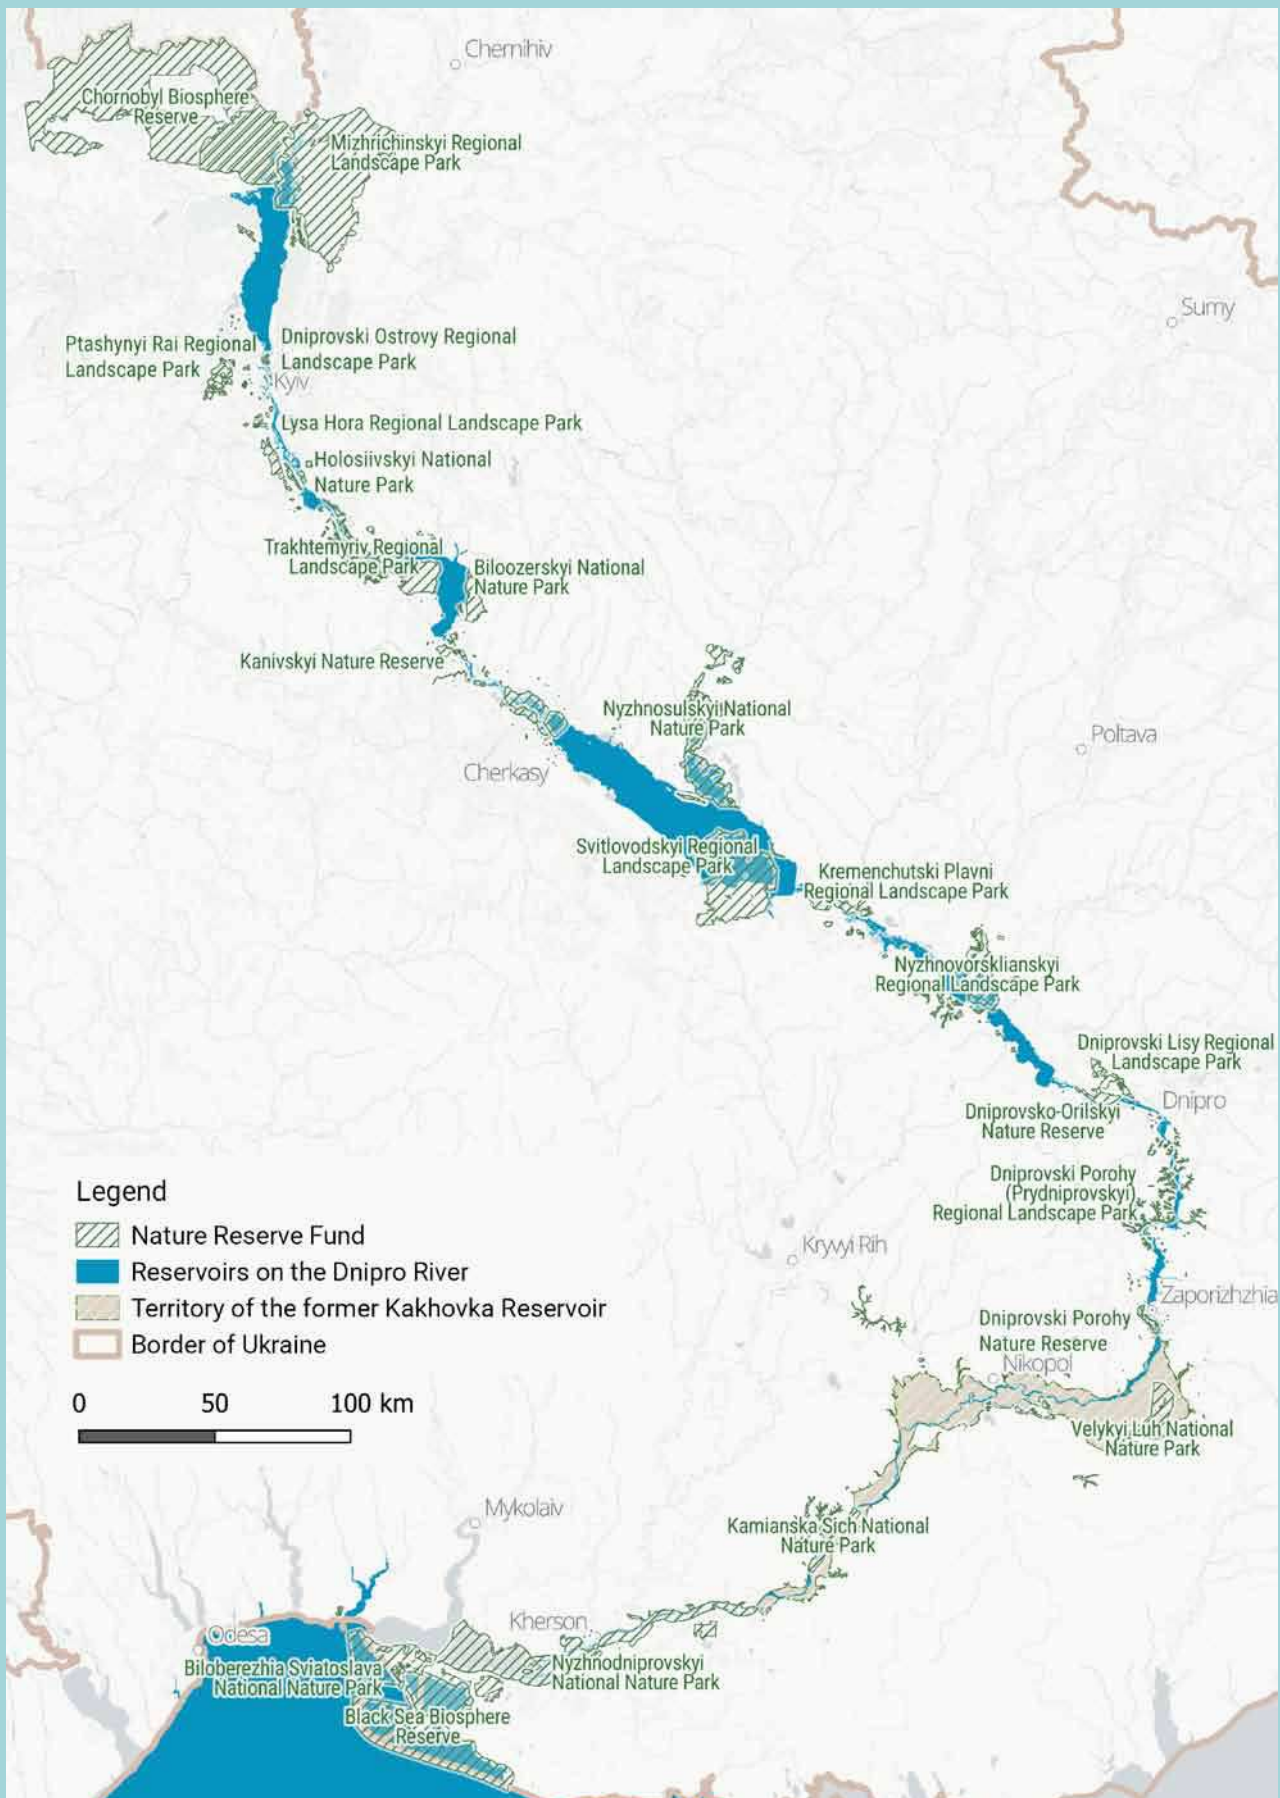 Chernihiv
Chornobyl Biosphere
Reserve
Mizhrichinskyi Regional
Landscape Park
Sumy
Ptashynyi Rai Regional
Landscape Park
Dniprovski Ostrovy Regional
Landscape Park
Kyiv
Lysa Hora Regional Landscape Park
Holosiivskyi National
Nature Park
Trakhtemyriv Regional
Landscape Park
Biloozerskyi National
Nature Park
Kanivskyi Nature Reserve
Nyzhnosulskyi National
Nature Park
Poltava
Cherkasy
Svitlovodskyi Regional
Landscape Park
Kremenchutski Plavni
Regional Landscape Park
Nyzhnovorsklianskyi
Regional Landscape Park
Dniprovski Lisy Regional
Landscape Park
Dnipro
Dniprovsko-Orilskyi
Nature Reserve
Dniprovski Porohy
(Prydniprovskyi)
Regional Landscape Park
Legend
Nature Reserve Fund
Reservoirs on the Dnipro River
Territory of the former Kakhovka Reservoir
Border of Ukraine
0 50 100 km
Kryvyi Rih
Zaporizhzhia
Dniprovski Porohy
Nature Reserve
Nikopol
Velykyi Luh National
Nature Park
Mykolaiv
Kamianska Sich National
Nature Park
Kherson
Odesa
Nyzhnodniprovskyi
National Nature Park
Biloberezhia Sviatoslava
National Nature Park
Black Sea Biosphere
Reserve